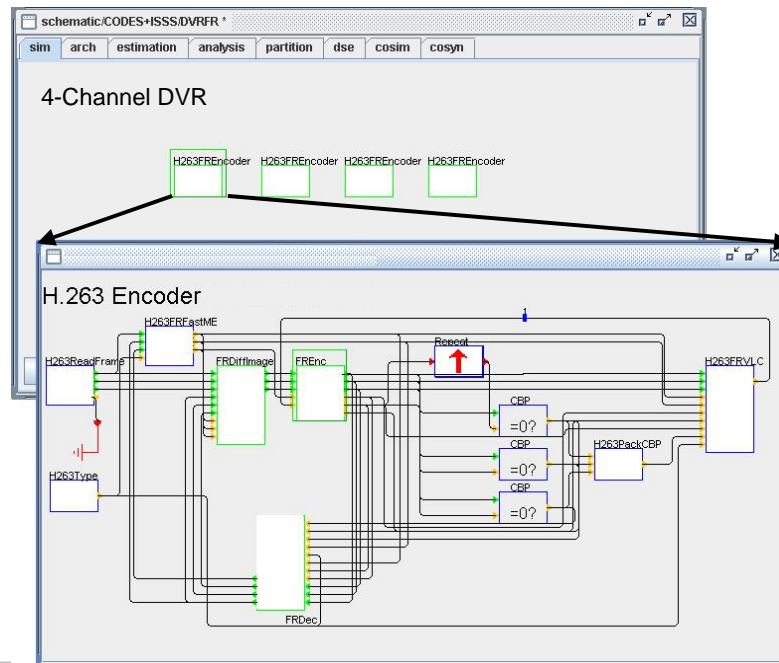 schematic/CODES+ISSS/DVRFR *
sim arch estimation analysis partition dse cosim cosyn
4-Channel DVR
H263FREncoder H263FREncoder H263FREncoder H263FREncoder
H.263 Encoder
1
H263FRFastME
Repeat
H263ReadFrame
FRDiffImage
FREnc
H263FRVLC
CBP
=0?
CBP
=0?
H263PackCBP
H263Type
CBP
=0?
FRDec